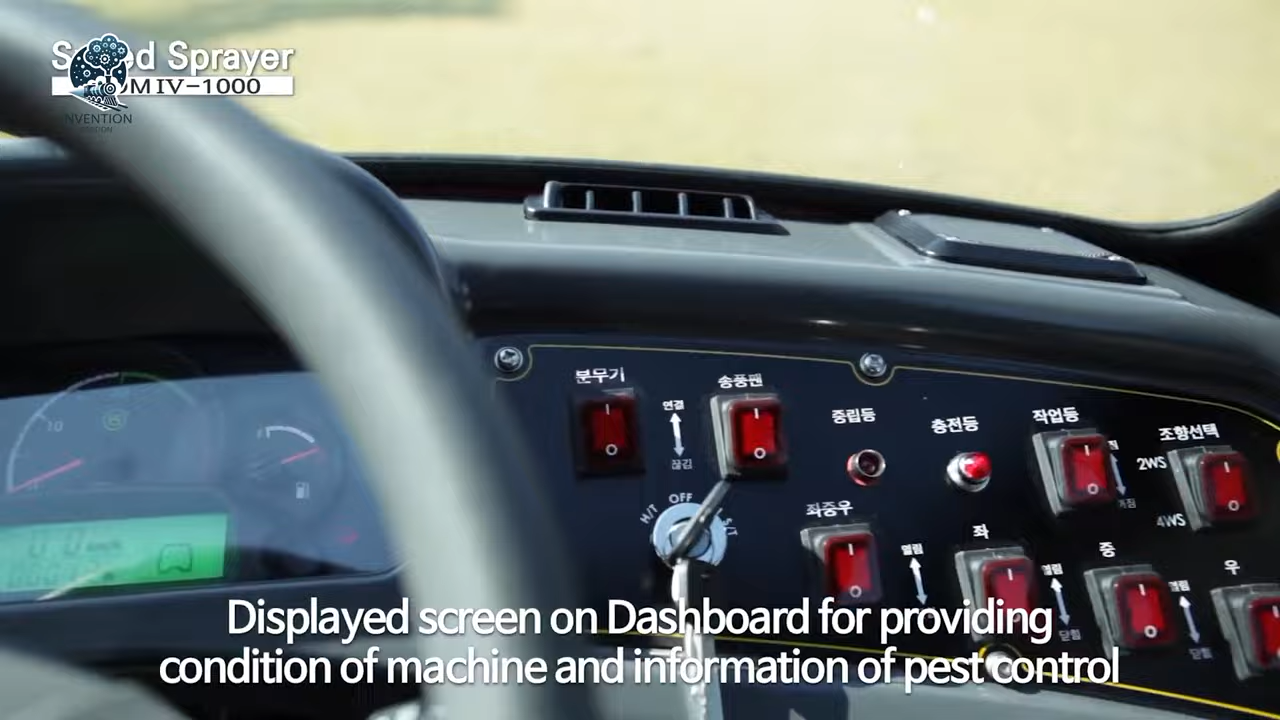 Sprayer
MIV-1000
NVENTION
분무기
송풍팬
연결
끊김
중립등
충전등
작업등
조향선택
2WS
4WS
H/T
OFF
S/T
좌중우
열림
좌
열림
닫힘
중
열림
닫힘
우
10
Displayed screen on Dashboard for providing
condition of machine and information of pest control